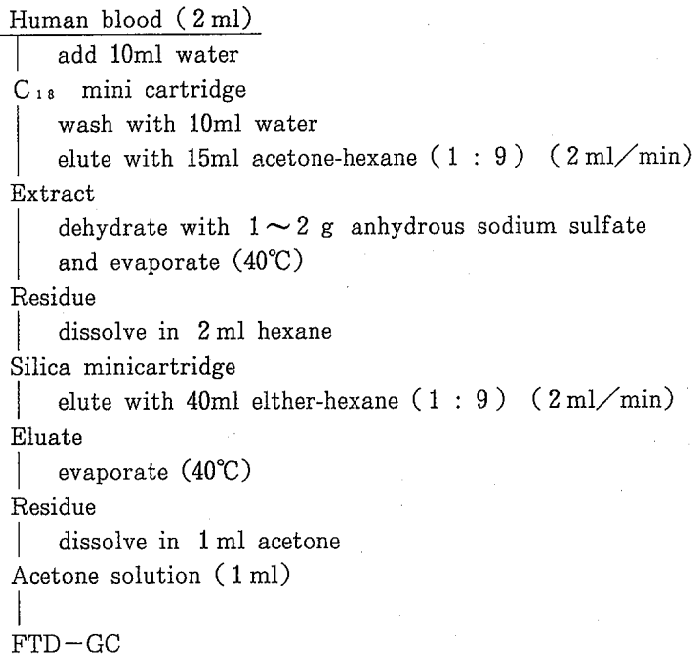 Human blood (2 ml)
add 10ml water
C₁₈ mini cartridge
wash with 10ml water
elute with 15ml acetone-hexane (1 : 9) (2 ml/min)
Extract
dehydrate with 1~2 g anhydrous sodium sulfate
and evaporate (40℃)
Residue
dissolve in 2 ml hexane
Silica minicartridge
elute with 40ml elther-hexane (1 : 9) (2 ml/min)
Eluate
evaporate (40℃)
Residue
dissolve in 1 ml acetone
Acetone solution (1 ml)
FTD-GC